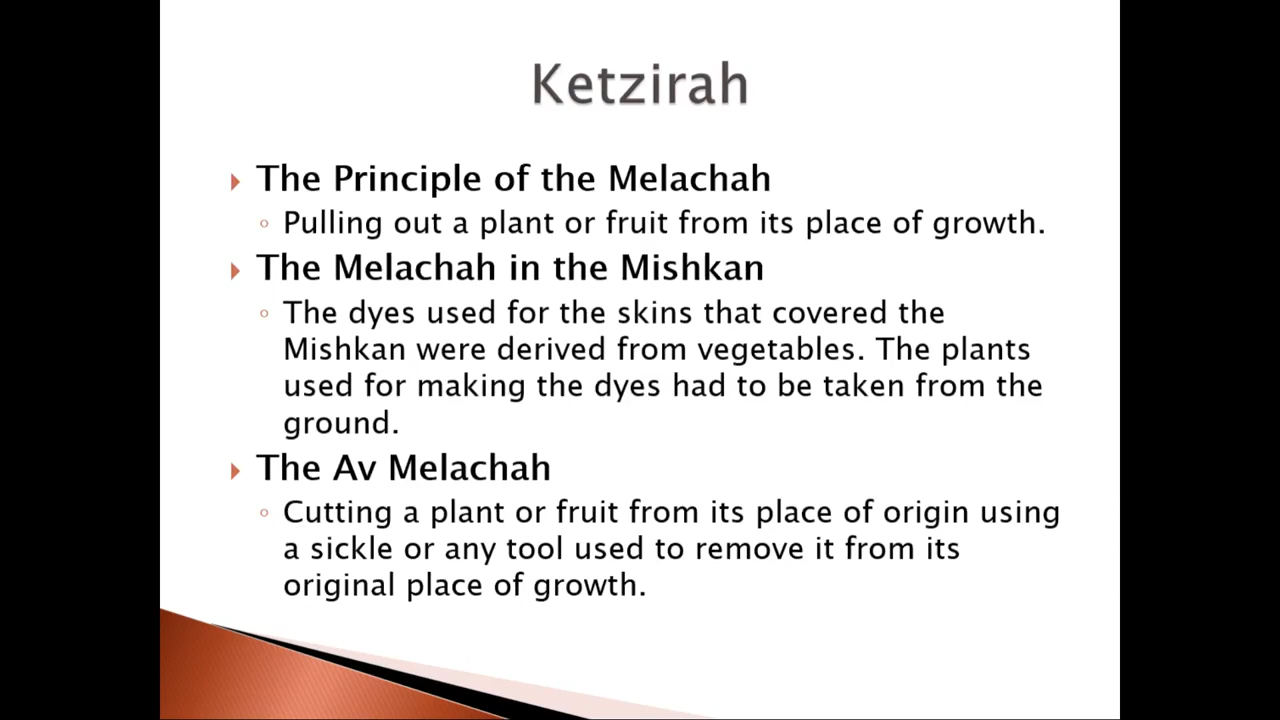 Ketzirah
The Principle of the Melachah
Pulling out a plant or fruit from its place of growth.
The Melachah in the Mishkan
The dyes used for the skins that covered the
Mishkan were derived from vegetables. The plants
used for making the dyes had to be taken from the
ground.
The Av Melachah
Cutting a plant or fruit from its place of origin using
a sickle or any tool used to remove it from its
original place of growth.